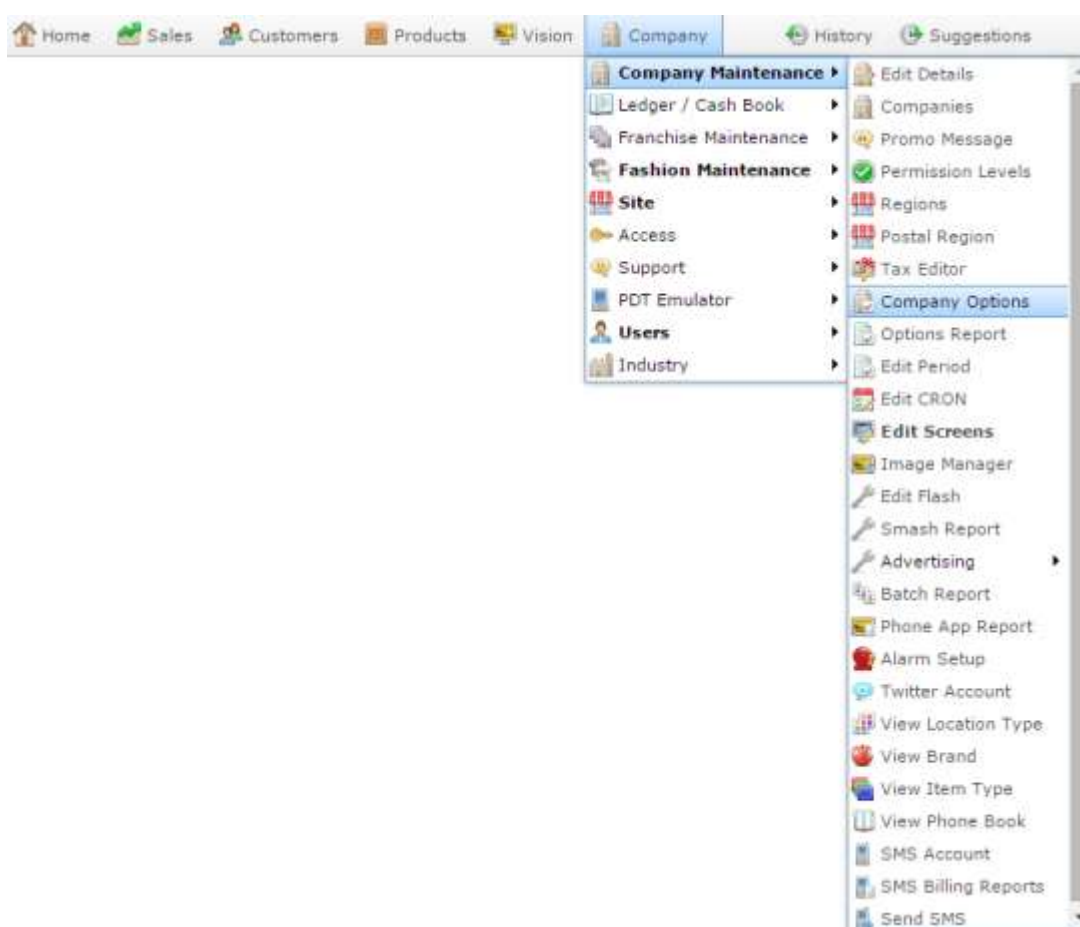 Home Sales Customers Products Vision Company History Suggestions
Company Maintenance
Ledger / Cash Book
Franchise Maintenance
Fashion Maintenance
Site
Access
Support
PDT Emulator
Users
Industry
Edit Details
Companies
Promo Message
Permission Levels
Regions
Postal Region
Tax Editor
Company Options
Options Report
Edit Period
Edit CRON
Edit Screens
Image Manager
Edit Flash
Smash Report
Advertising
Batch Report
Phone App Report
Alarm Setup
Twitter Account
View Location Type
View Brand
View Item Type
View Phone Book
SMS Account
SMS Billing Reports
Send SMS